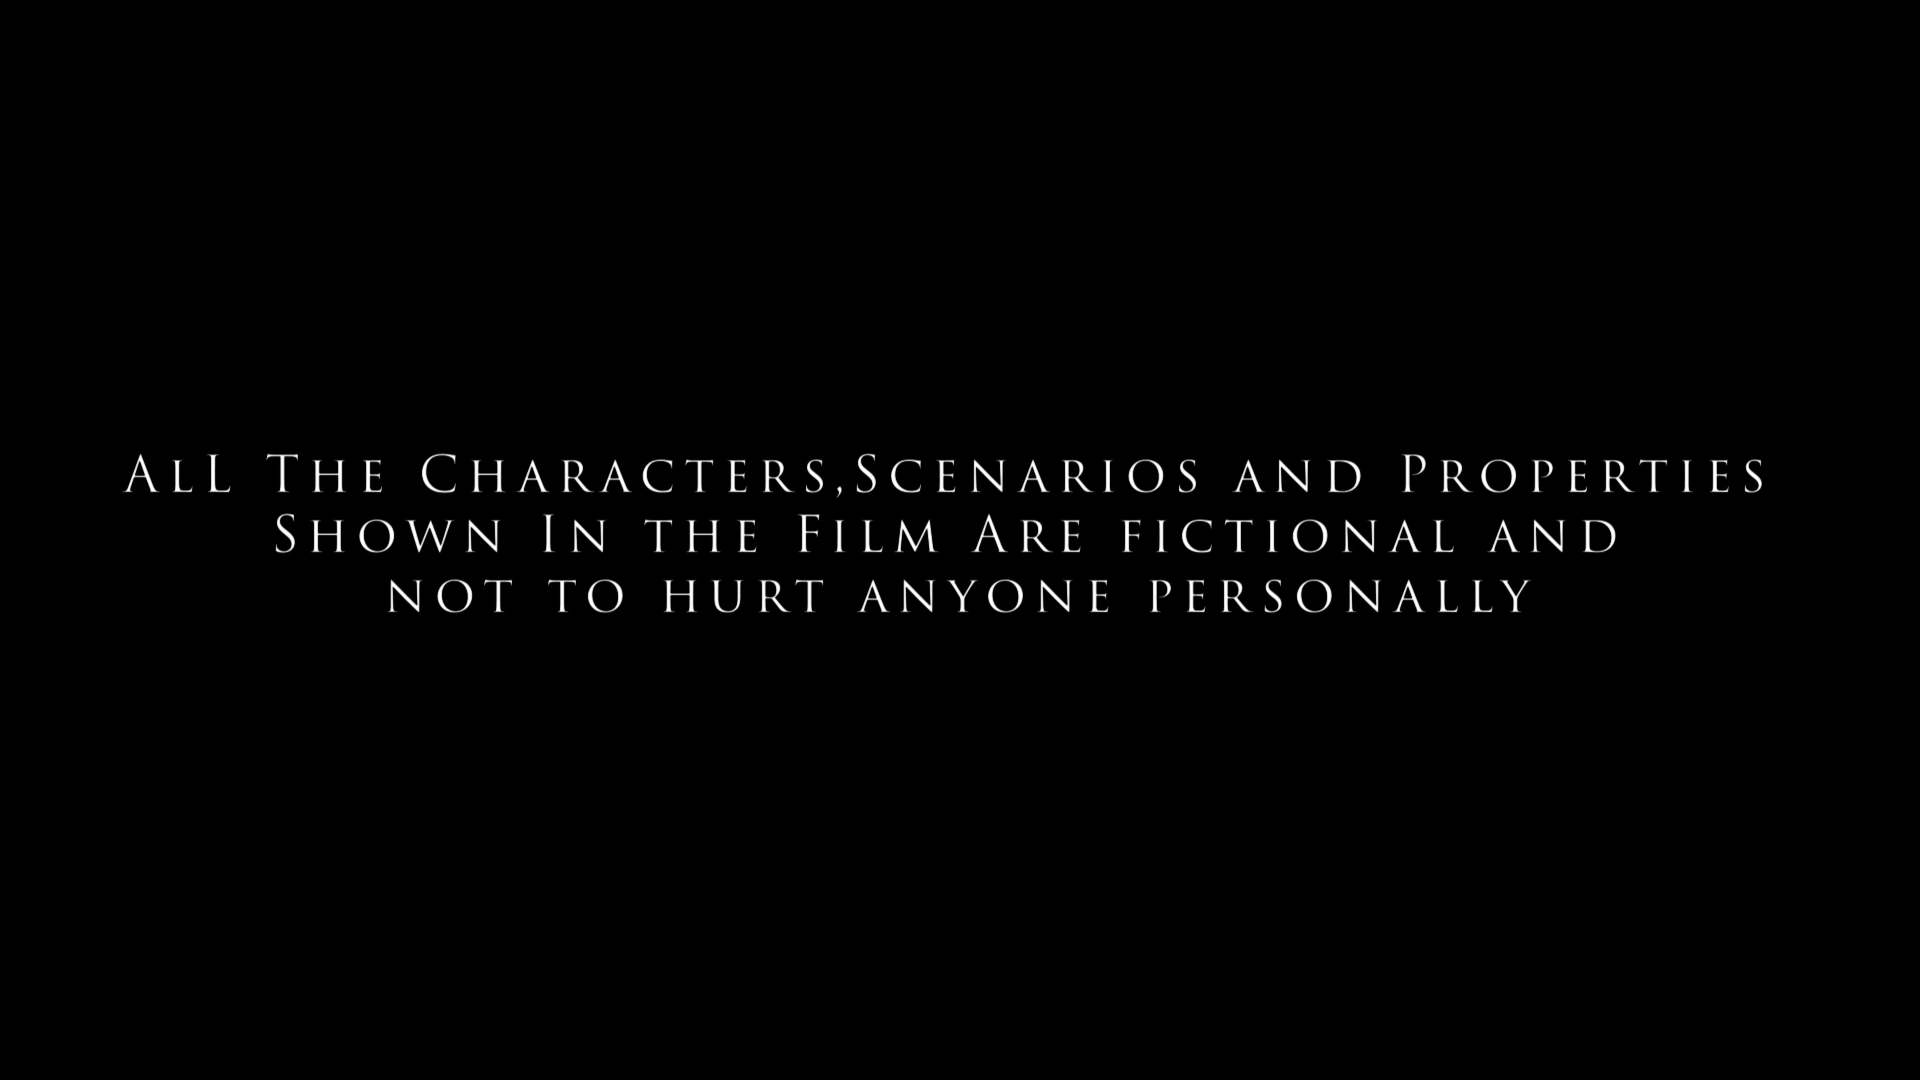 AlL The Characters,Scenarios and Properties
Shown In the Film Are fictional and
not to hurt anyone personally